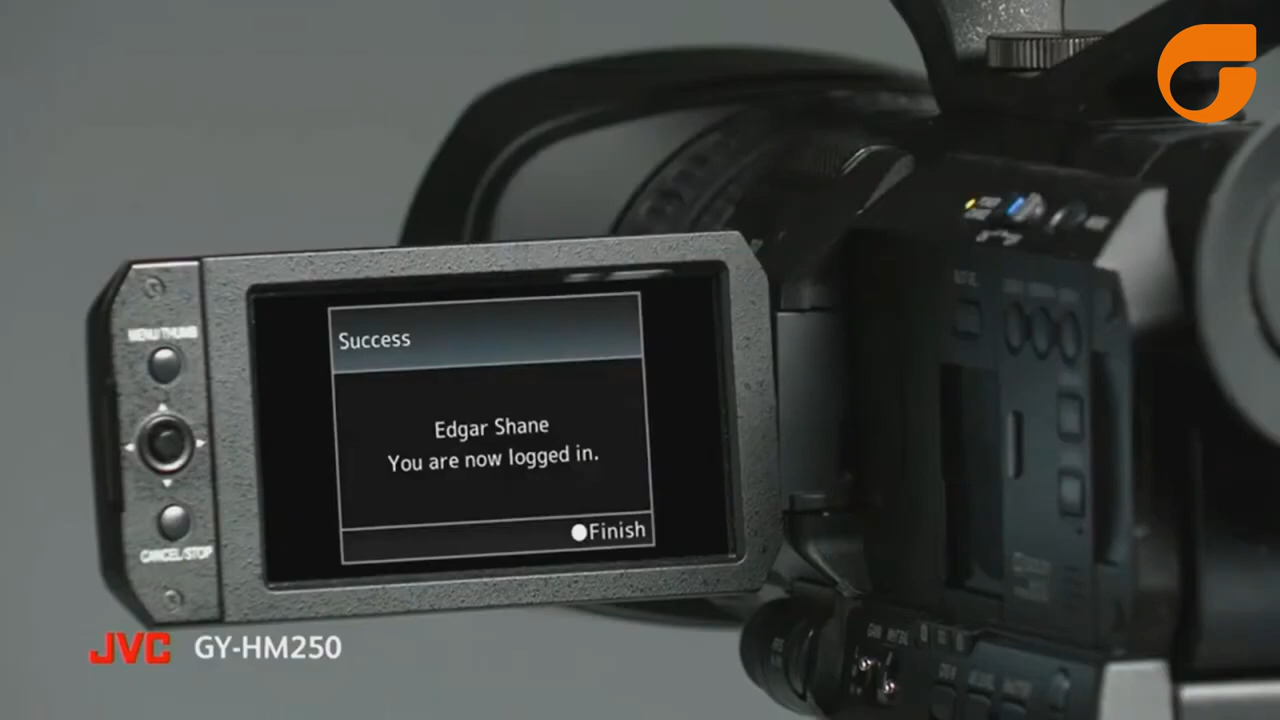 MENU/THUMB
Success
Edgar Shane
You are now logged in.
Finish
CANCEL/STOP
JVC GY-HM250